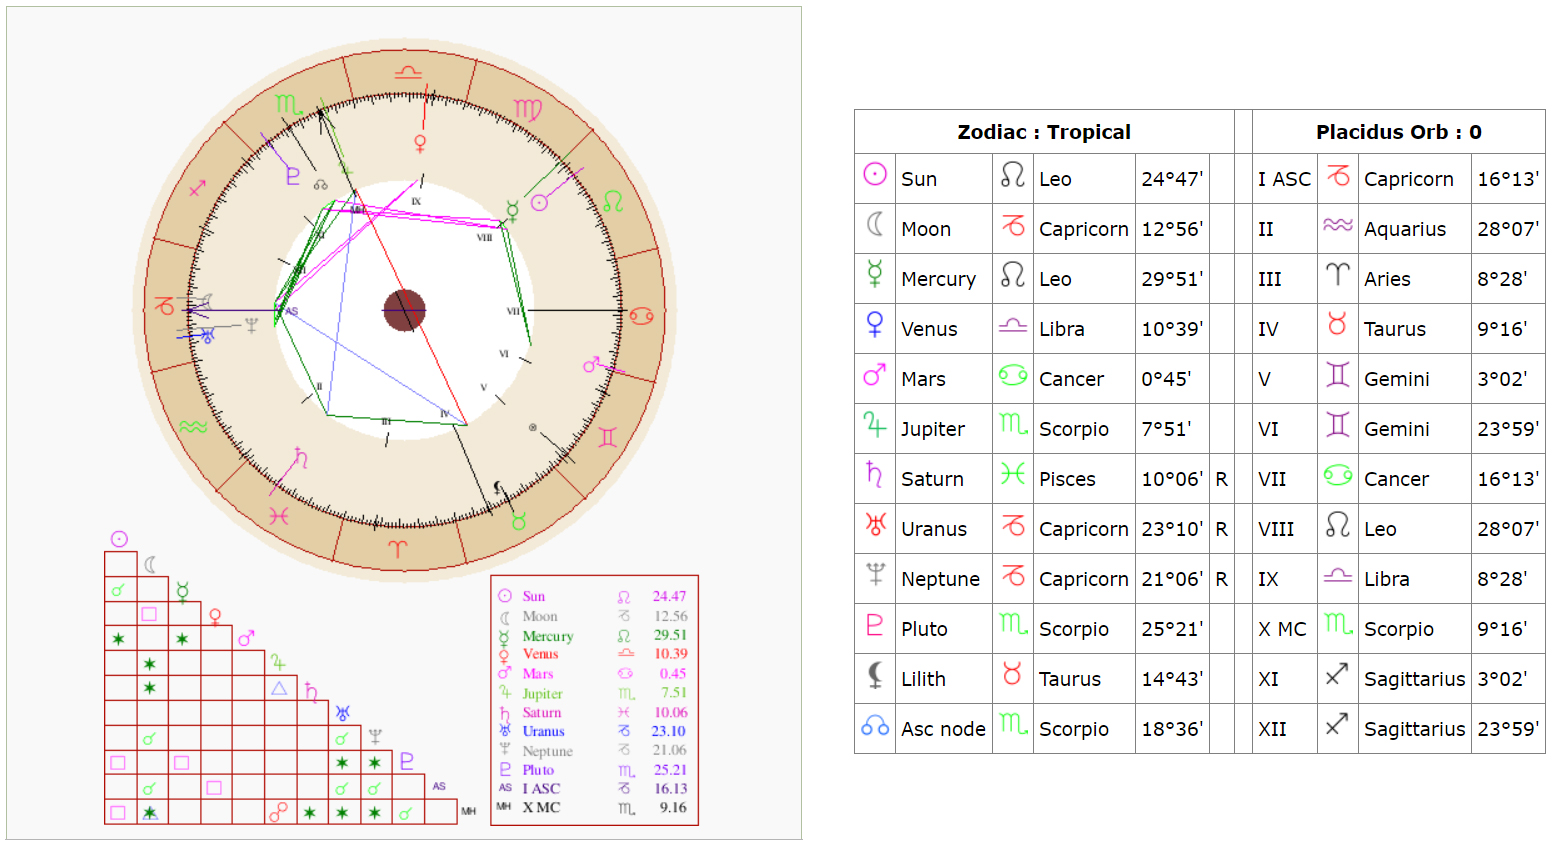 IX
MH
XI
VIII
XII
AS
VII
VI
II
V
III
IV
Sun 24.47
Moon 12.56
Mercury 29.51
Venus 10.39
Mars 0.45
Jupiter 7.51
Saturn 10.06
Uranus 23.10
Neptune 21.06
Pluto 25.21
AS I ASC 16.13
MH X MC 9.16
AS
MH
Zodiac : Tropical Placidus Orb : 0
Sun Leo 24°47' I ASC Capricorn 16°13'
Moon Capricorn 12°56' II Aquarius 28°07'
Mercury Leo 29°51' III Aries 8°28'
Venus Libra 10°39' IV Taurus 9°16'
Mars Cancer 0°45' V Gemini 3°02'
Jupiter Scorpio 7°51' VI Gemini 23°59'
Saturn Pisces 10°06' R VII Cancer 16°13'
Uranus Capricorn 23°10' R VIII Leo 28°07'
Neptune Capricorn 21°06' R IX Libra 8°28'
Pluto Scorpio 25°21' X MC Scorpio 9°16'
Lilith Taurus 14°43' XI Sagittarius 3°02'
Asc node Scorpio 18°36' XII Sagittarius 23°59'